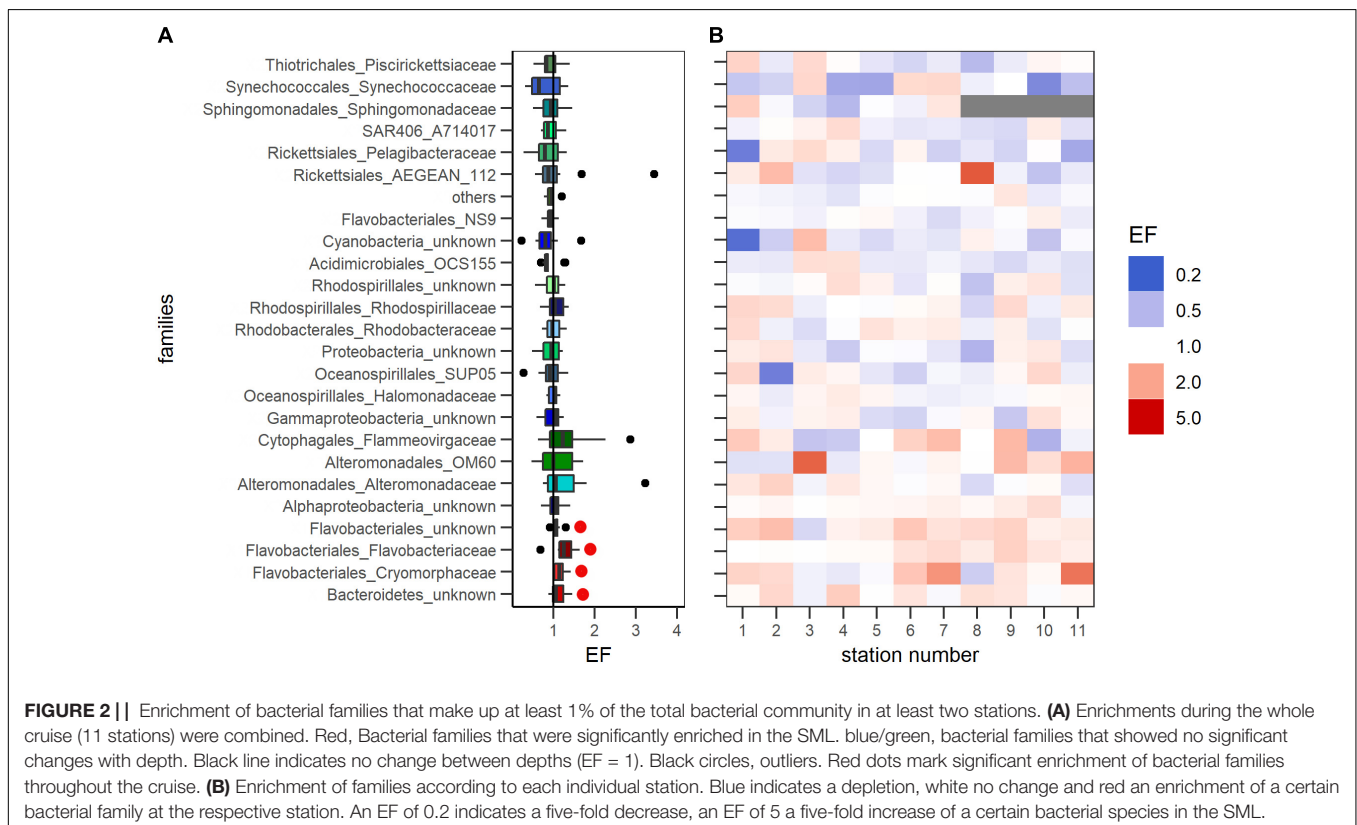 A
B
Thiotrichales_Piscirickettsiaceae
Synechococcales_Synechococcaceae
Sphingomonadales_Sphingomonadaceae
SAR406_A714017
Rickettsiales_Pelagibacteraceae
Rickettsiales_AEGEAN_112
others
Flavobacteriales_NS9
Cyanobacteria_unknown
Acidimicrobiales_OCS155
Rhodospirillales_unknown
Rhodospirillales_Rhodospirillaceae
Rhodobacterales_Rhodobacteraceae
Proteobacteria_unknown
Oceanospirillales_SUP05
Oceanospirillales_Halomonadaceae
Gammaproteobacteria_unknown
Cytophagales_Flammeovirgaceae
Alteromonadales_OM60
Alteromonadales_Alteromonadaceae
Alphaproteobacteria_unknown
Flavobacteriales_unknown
Flavobacteriales_Flavobacteriaceae
Flavobacteriales_Cryomorphaceae
Bacteroidetes_unknown
families
1 2 3 4
EF
1 2 3 4 5 6 7 8 9 10 11
station number
EF
0.2
0.5
1.0
2.0
5.0
FIGURE 2 || Enrichment of bacterial families that make up at least 1% of the total bacterial community in at least two stations. (A) Enrichments during the whole
cruise (11 stations) were combined. Red, Bacterial families that were significantly enriched in the SML. blue/green, bacterial families that showed no significant
changes with depth. Black line indicates no change between depths (EF = 1). Black circles, outliers. Red dots mark significant enrichment of bacterial families
throughout the cruise. (B) Enrichment of families according to each individual station. Blue indicates a depletion, white no change and red an enrichment of a certain
bacterial family at the respective station. An EF of 0.2 indicates a five-fold decrease, an EF of 5 a five-fold increase of a certain bacterial species in the SML.